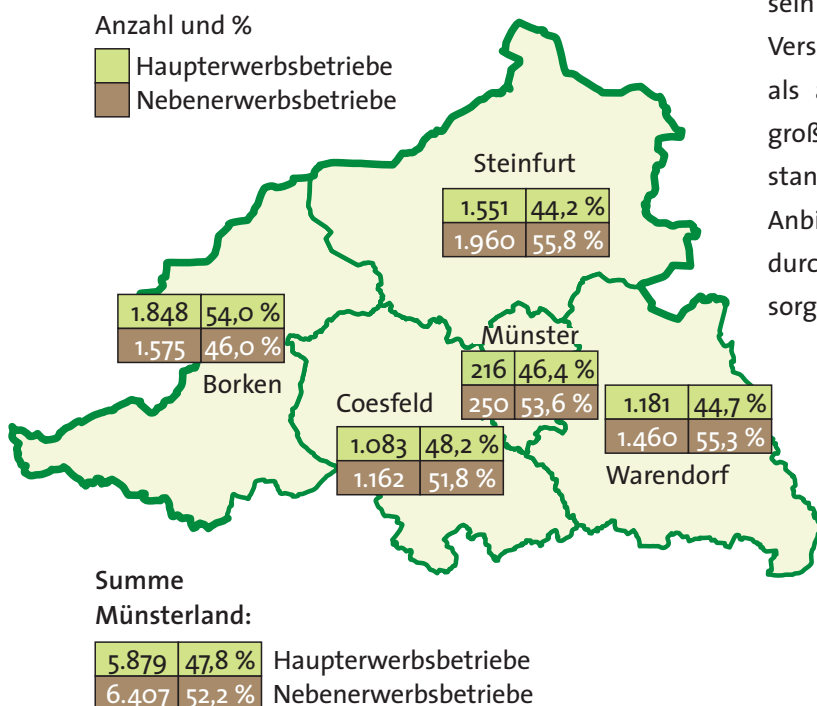 Anzahl und %
Haupterwerbsbetriebe
Nebenerwerbsbetriebe
sein
Vers
als
groß
stan
Anbi
durc
sorg
Steinfurt
1.551 44,2 %
1.960 55,8 %
1.848 54,0 %
1.575 46,0 %
Borken
Münster
216 46,4 %
250 53,6 %
Coesfeld
1.083 48,2 %
1.162 51,8 %
1.181 44,7 %
1.460 55,3 %
Warendorf
Summe
Münsterland:
5.879 47,8 % Haupterwerbsbetriebe
6.407 52,2 % Nebenerwerbsbetriebe